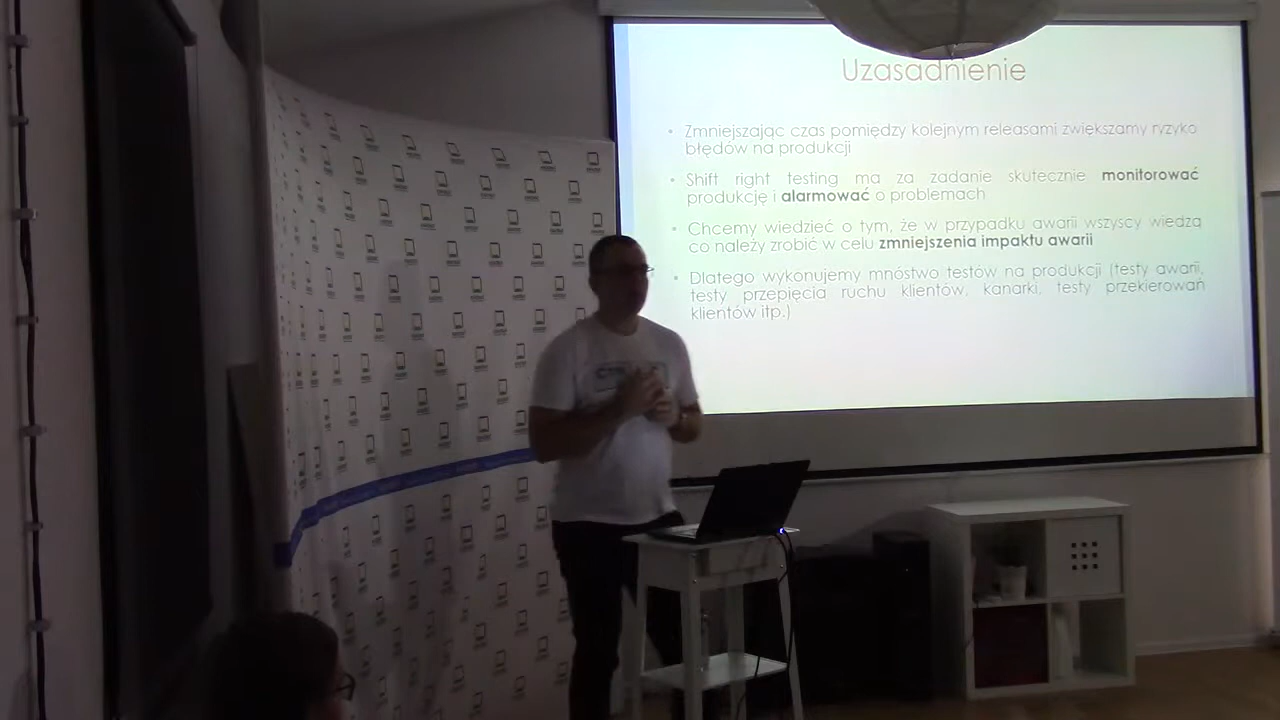 Uzasadnienie
Zmniejszając czas pomiędzy kolejnym releasami zwiększamy ryzyko
błędów na produkcji
Shift right testing ma za zadanie skutecznie monitorować
produkcję i alarmować o problemach
Chcemy wiedzieć o tym, że w przypadku awarii wszyscy wiedzą
co należy zrobić w celu zmniejszenia impaktu awarii
Dlatego wykonujemy mnóstwo testów na produkcji (testy awarii,
testy przepięcia ruchu klientów, kanarki, testy przekierowań
klientów itp.)